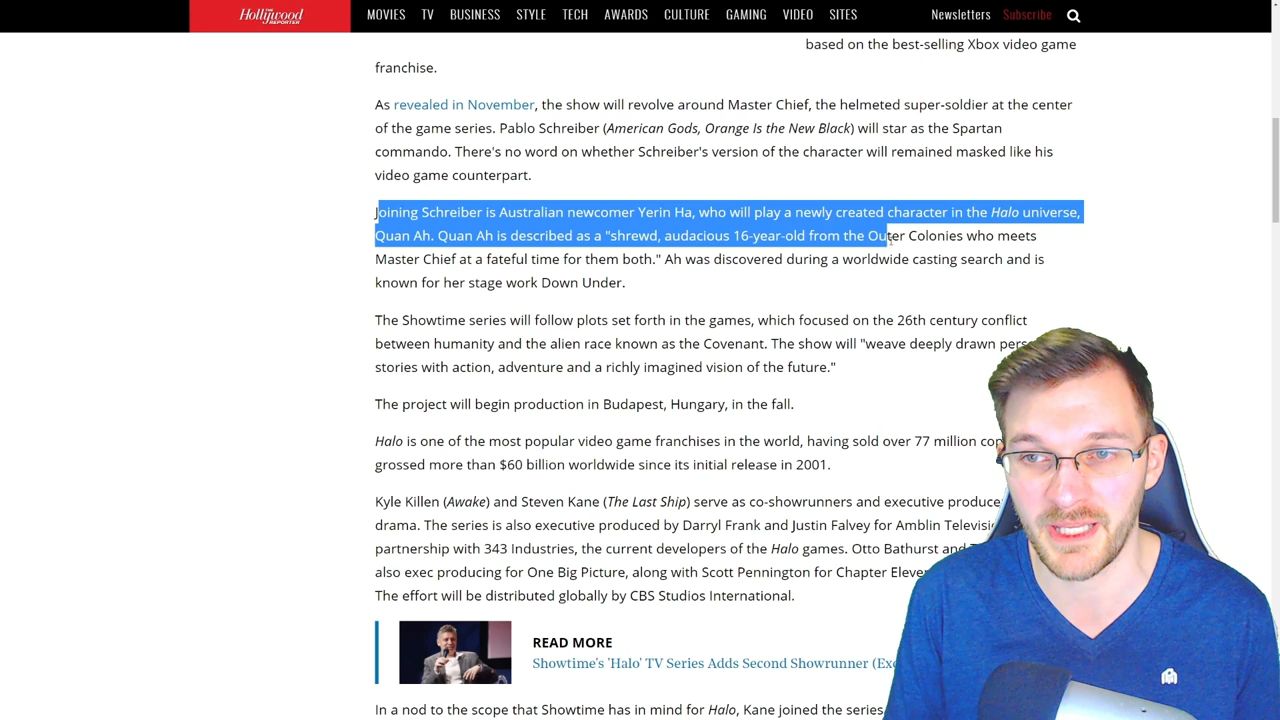 THE
Hollywood
REPORTER
MOVIES TV BUSINESS STYLE TECH AWARDS CULTURE GAMING VIDEO SITES Newsletters Subscribe
based on the best-selling Xbox video game
franchise.
As revealed in November, the show will revolve around Master Chief, the helmeted super-soldier at the center
of the game series. Pablo Schreiber (American Gods, Orange Is the New Black) will star as the Spartan
commando. There's no word on whether Schreiber's version of the character will remained masked like his
video game counterpart.
Joining Schreiber is Australian newcomer Yerin Ha, who will play a newly created character in the Halo universe,
Quan Ah. Quan Ah is described as a "shrewd, audacious 16-year-old from the Outer Colonies who meets
Master Chief at a fateful time for them both." Ah was discovered during a worldwide casting search and is
known for her stage work Down Under.
The Showtime series will follow plots set forth in the games, which focused on the 26th century conflict
between humanity and the alien race known as the Covenant. The show will "weave deeply drawn
stories with action, adventure and a richly imagined vision of the future."
The project will begin production in Budapest, Hungary, in the fall.
Halo is one of the most popular video game franchises in the world, having sold over 77 million
grossed more than $60 billion worldwide since its initial release in 2001.
Kyle Killen (Awake) and Steven Kane (The Last Ship) serve as co-showrunners and executive
drama. The series is also executive produced by Darryl Frank and Justin Falvey for Amblin
partnership with 343 Industries, the current developers of the Halo games. Otto Bathurst and
also exec producing for One Big Picture, along with Scott Pennington for Chapter
The effort will be distributed globally by CBS Studios International.
READ MORE
Showtime's 'Halo' TV Series Adds Second Showrunner
In a nod to the scope that Showtime has in mind for Halo, Kane joined the series